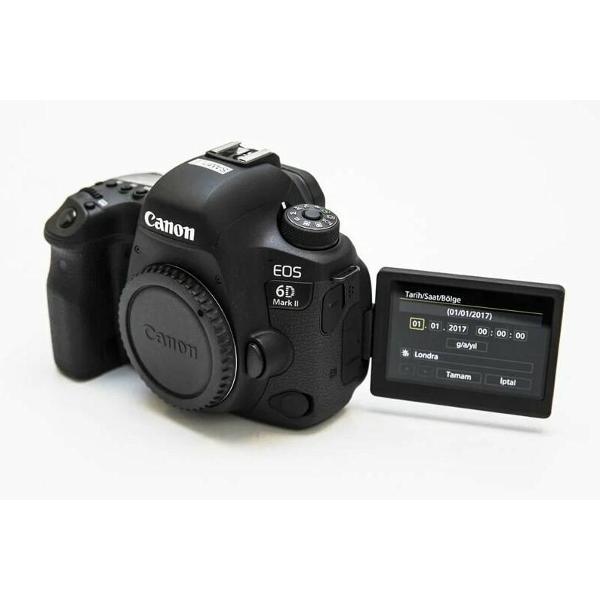 Canon
EOS
6D
Mark II
Canon
Tarih/Saat/Bölge
(01/01/2017)
01 . 01 . 2017 00 : 00 : 00
g/a/yıl
Londra
Tamam İptal